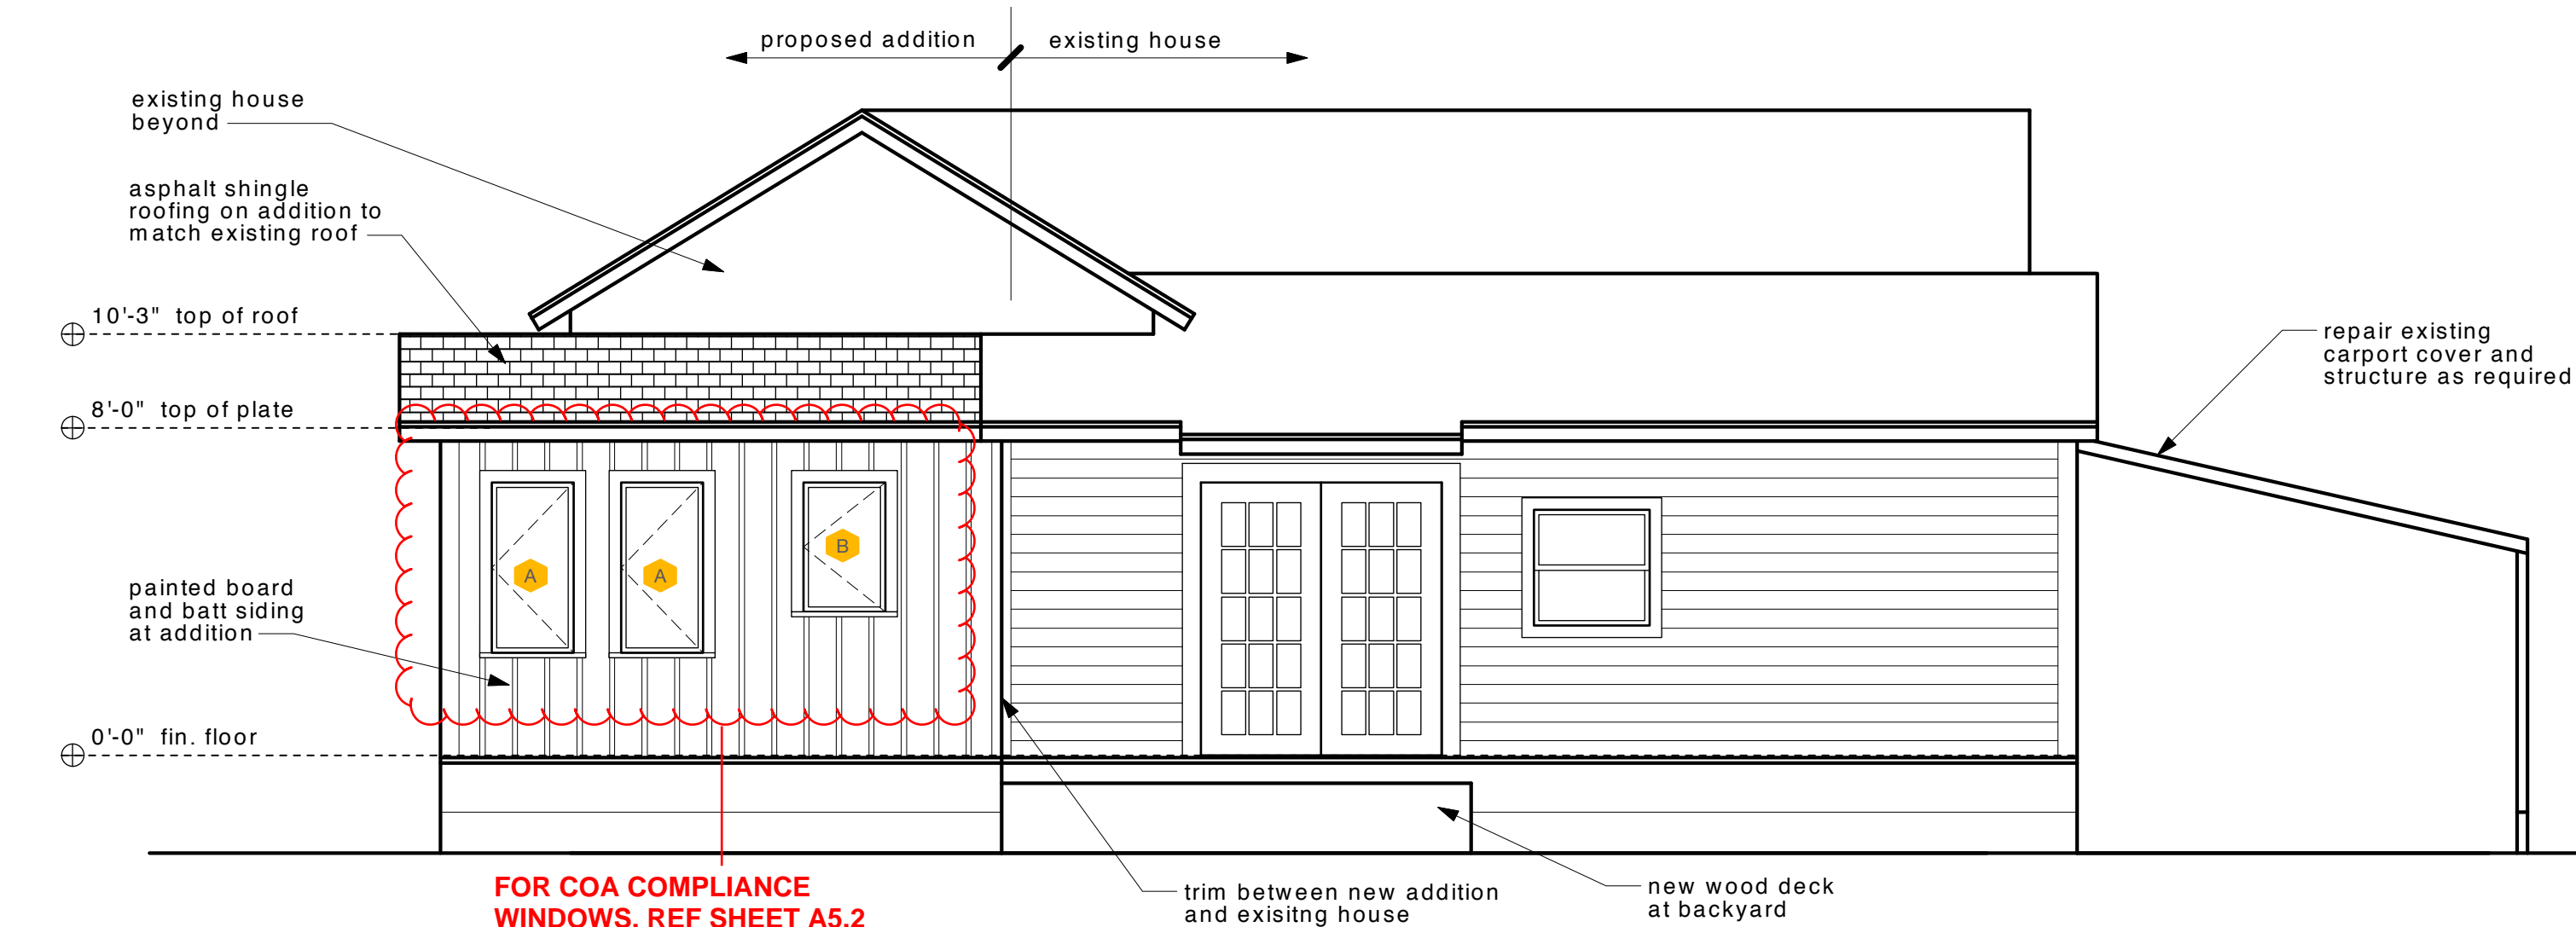 proposed addition
existing house
existing house
beyond
asphalt shingle
roofing on addition to
match existing roof
10'-3" top of roof
8'-0" top of plate
repair existing
carport cover and
structure as required
A
A
B
painted board
and batt siding
at addition
0'-0" fin. floor
FOR COA COMPLIANCE
WINDOWS, REF SHEET A5.2
trim between new addition
and exisitng house
new wood deck
at backyard